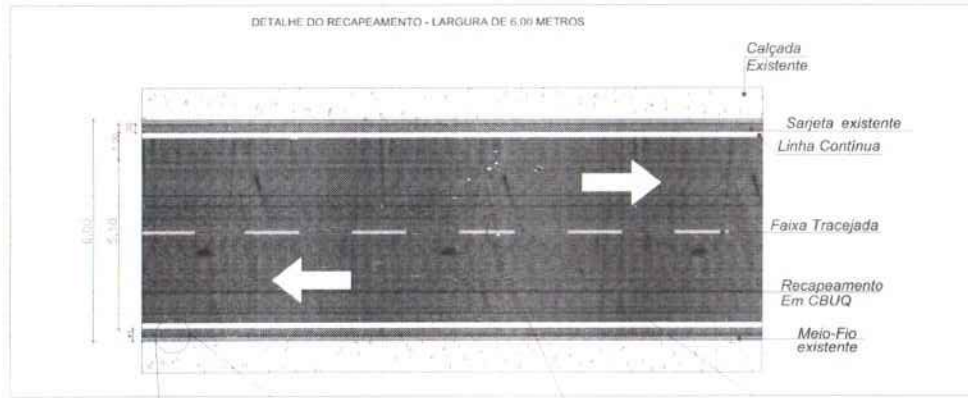 DETALHE DO RECAPEAMENTO - LARGURA DE 6,00 METROS
Calçada
Existente
Sarjeta existente
Linha Contínua
Faixa Tracejada
Recapeamento
Em CBUQ
Meio-Fio
existente
6,00